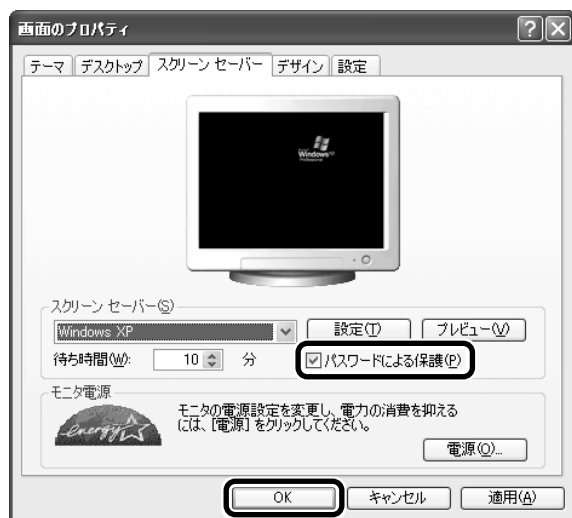 画面のプロパティ
テーマ デスクトップ スクリーン セーバー デザイン 設定
Windows xp
Professional
スクリーン セーバー(S)
Windows XP 設定(T) プレビュー(V)
待ち時間(W): 10 分 パスワードによる保護(P)
モニタ電源
energy
モニタの電源設定を変更し、電力の消費を抑える
には、[電源] をクリックしてください。
電源(O)...
OK キャンセル 適用(A)